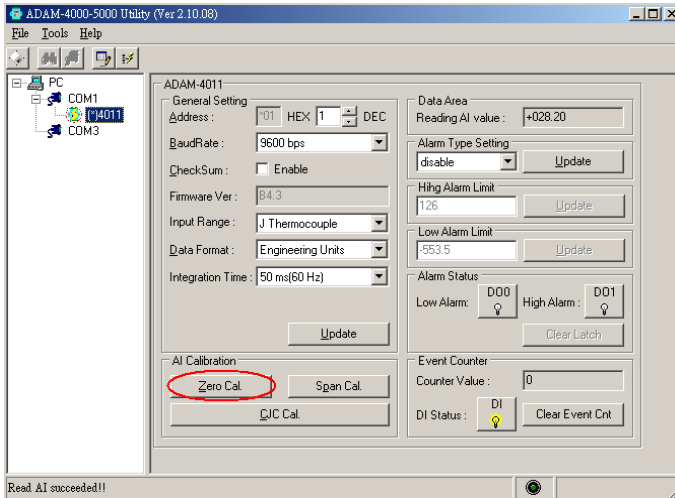 ADAM-4000-5000 Utility (Ver 2.10.08)
File Tools Help
PC
COM1
(*)4011
COM3
ADAM-4011
General Setting
Address : *01 HEX 1 DEC
BaudRate : 9600 bps
CheckSum : Enable
Firmware Ver : B4.3
Input Range : J Thermocouple
Data Format : Engineering Units
Integration Time : 50 ms(60 Hz)
Update
AI Calibration
Zero Cal. Span Cal.
CJC Cal.
Data Area
Reading AI value : +028.20
Alarm Type Setting
disable Update
Hihg Alarm Limit
126 Update
Low Alarm Limit
-553.5 Update
Alarm Status
Low Alarm: DO0 High Alarm : DO1
Clear Latch
Event Counter
Counter Value : 0
DI Status : DI Clear Event Cnt
Read AI succeeded!!